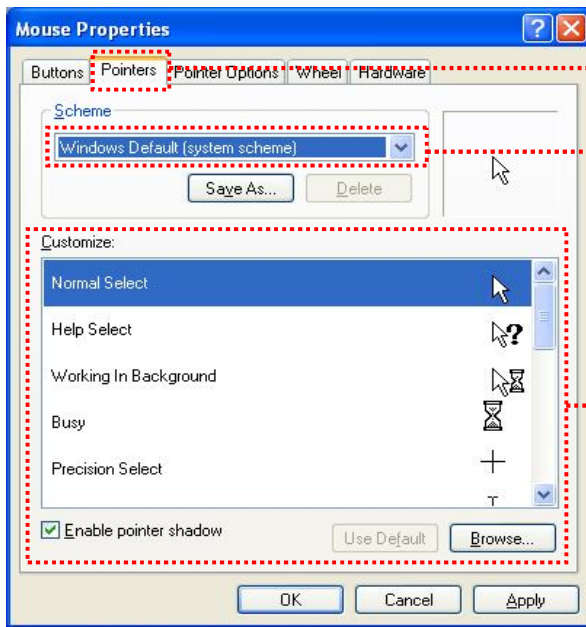 Mouse Properties
Buttons Pointers Pointer Options Wheel Hardware
Scheme
Windows Default (system scheme)
Save As... Delete
Customize:
Normal Select
Help Select
Working In Background
Busy
Precision Select
Enable pointer shadow
Use Default Browse...
OK Cancel Apply